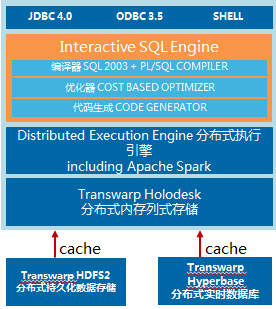 JDBC 4.0 ODBC 3.5 SHELL
Interactive SQL Engine
编译器 SQL 2003 + PL/SQL COMPILER
优化器 COST BASED OPTIMIZER
代码生成 CODE GENERATOR
Distributed Execution Engine 分布式执行
引擎
including Apache Spark
Transwarp Holodesk
分布式内存列式存储
cache cache
Transwarp HDFS2
分布式持久化数据存储
Transwarp
Hyperbase
分布式实时数据库